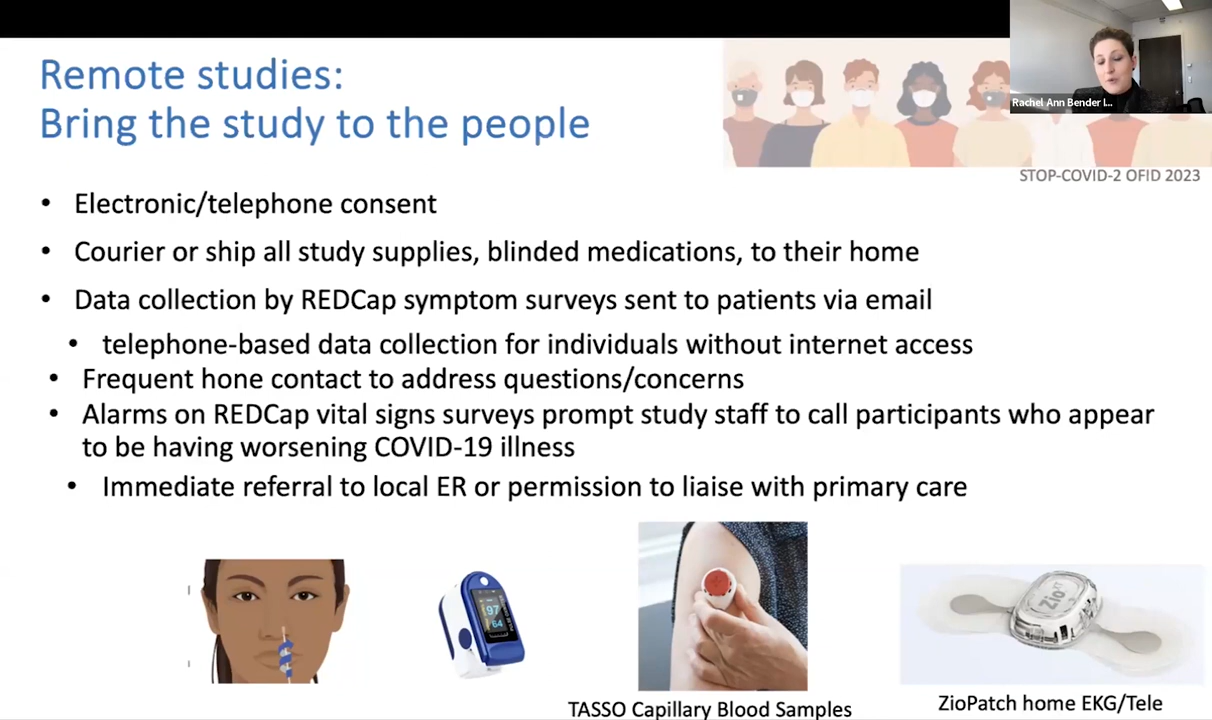 Remote studies:
Bring the study to the people
Rachel Ann Bender I...
STOP-COVID-2 OFID 2023
• Electronic/telephone consent
• Courier or ship all study supplies, blinded medications, to their home
• Data collection by REDCap symptom surveys sent to patients via email
• telephone-based data collection for individuals without internet access
• Frequent hone contact to address questions/concerns
• Alarms on REDCap vital signs surveys prompt study staff to call participants who appear
to be having worsening COVID-19 illness
• Immediate referral to local ER or permission to liaise with primary care
97
64
Zio
TASSO Capillary Blood Samples
ZioPatch home EKG/Tele